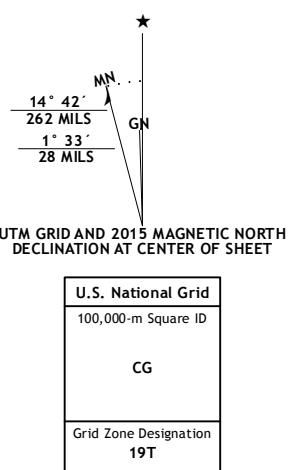 ★
MN
GN
14° 42´
262 MILS
1° 33´
28 MILS
UTM GRID AND 2015 MAGNETIC NORTH
DECLINATION AT CENTER OF SHEET
U.S. National Grid
100,000-m Square ID
CG
Grid Zone Designation
19T